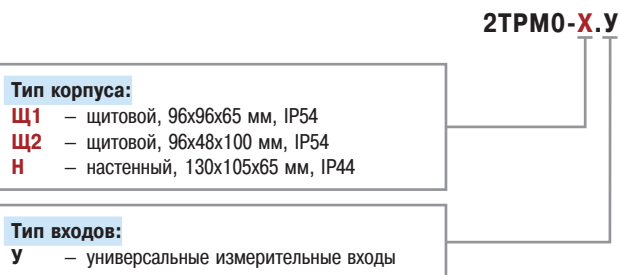 2ТРМ0-Х.У
Тип корпуса:
Щ1 – щитовой, 96х96х65 мм, IP54
Щ2 – щитовой, 96х48х100 мм, IP54
Н – настенный, 130х105х65 мм, IP44
Тип входов:
У – универсальные измерительные входы